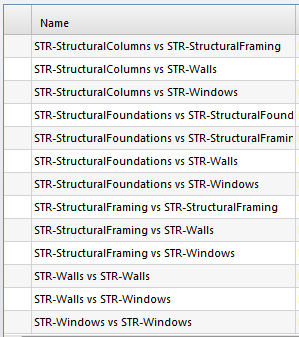 Name
STR-StructuralColumns vs STR-StructuralFraming
STR-StructuralColumns vs STR-Walls
STR-StructuralColumns vs STR-Windows
STR-StructuralFoundations vs STR-StructuralFound
STR-StructuralFoundations vs STR-StructuralFramin
STR-StructuralFoundations vs STR-Walls
STR-StructuralFoundations vs STR-Windows
STR-StructuralFraming vs STR-StructuralFraming
STR-StructuralFraming vs STR-Walls
STR-StructuralFraming vs STR-Windows
STR-Walls vs STR-Walls
STR-Walls vs STR-Windows
STR-Windows vs STR-Windows